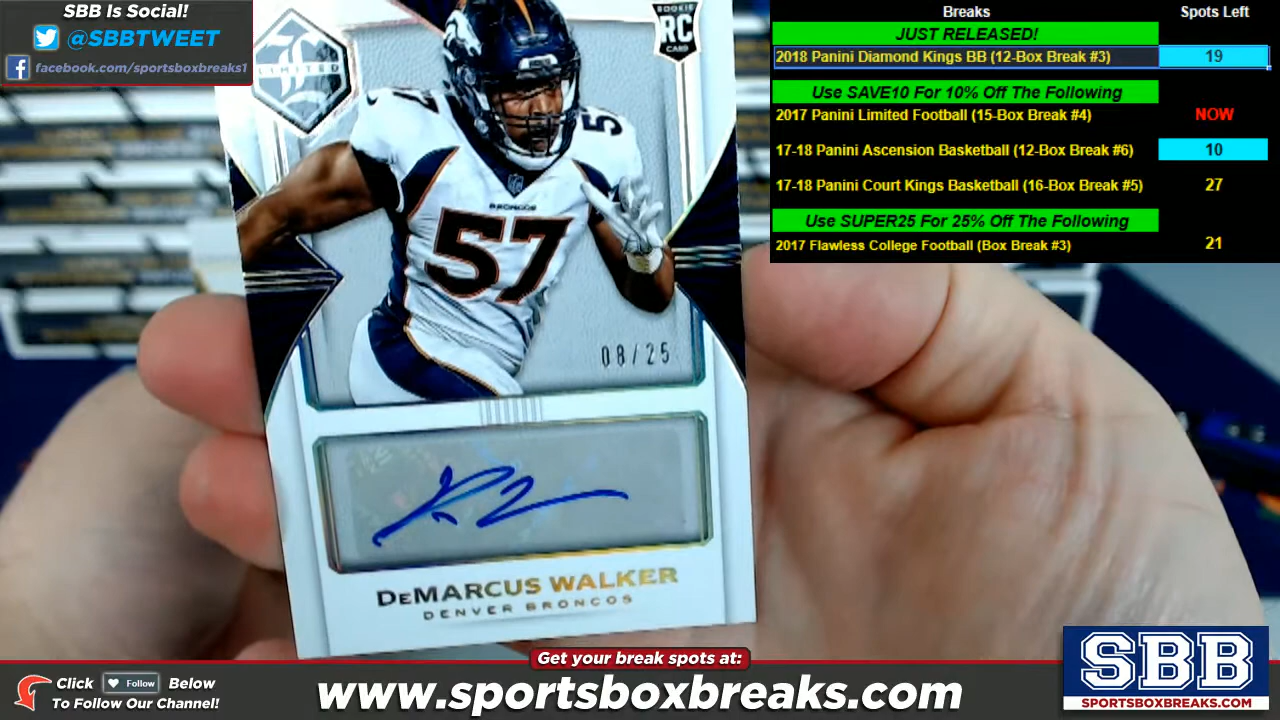 SBB Is Social!
@SBBTWEET
facebook.com/sportsboxbreaks1
LIMITED
ROOKIE
RC
CARD
57
57
BRONCOS
57
08/25
DEMARCUS WALKER
DENVER BRONCOS
Breaks Spots Left
JUST RELEASED!
2018 Panini Diamond Kings BB (12-Box Break #3) 19
Use SAVE10 For 10% Off The Following
2017 Panini Limited Football (15-Box Break #4) NOW
17-18 Panini Ascension Basketball (12-Box Break #6) 10
17-18 Panini Court Kings Basketball (16-Box Break #5) 27
Use SUPER25 For 25% Off The Following
2017 Flawless College Football (Box Break #3) 21
Get your break spots at:
Click Follow Below
To Follow Our Channel!
www.sportsboxbreaks.com
SBB
SPORTSBOXBREAKS.COM